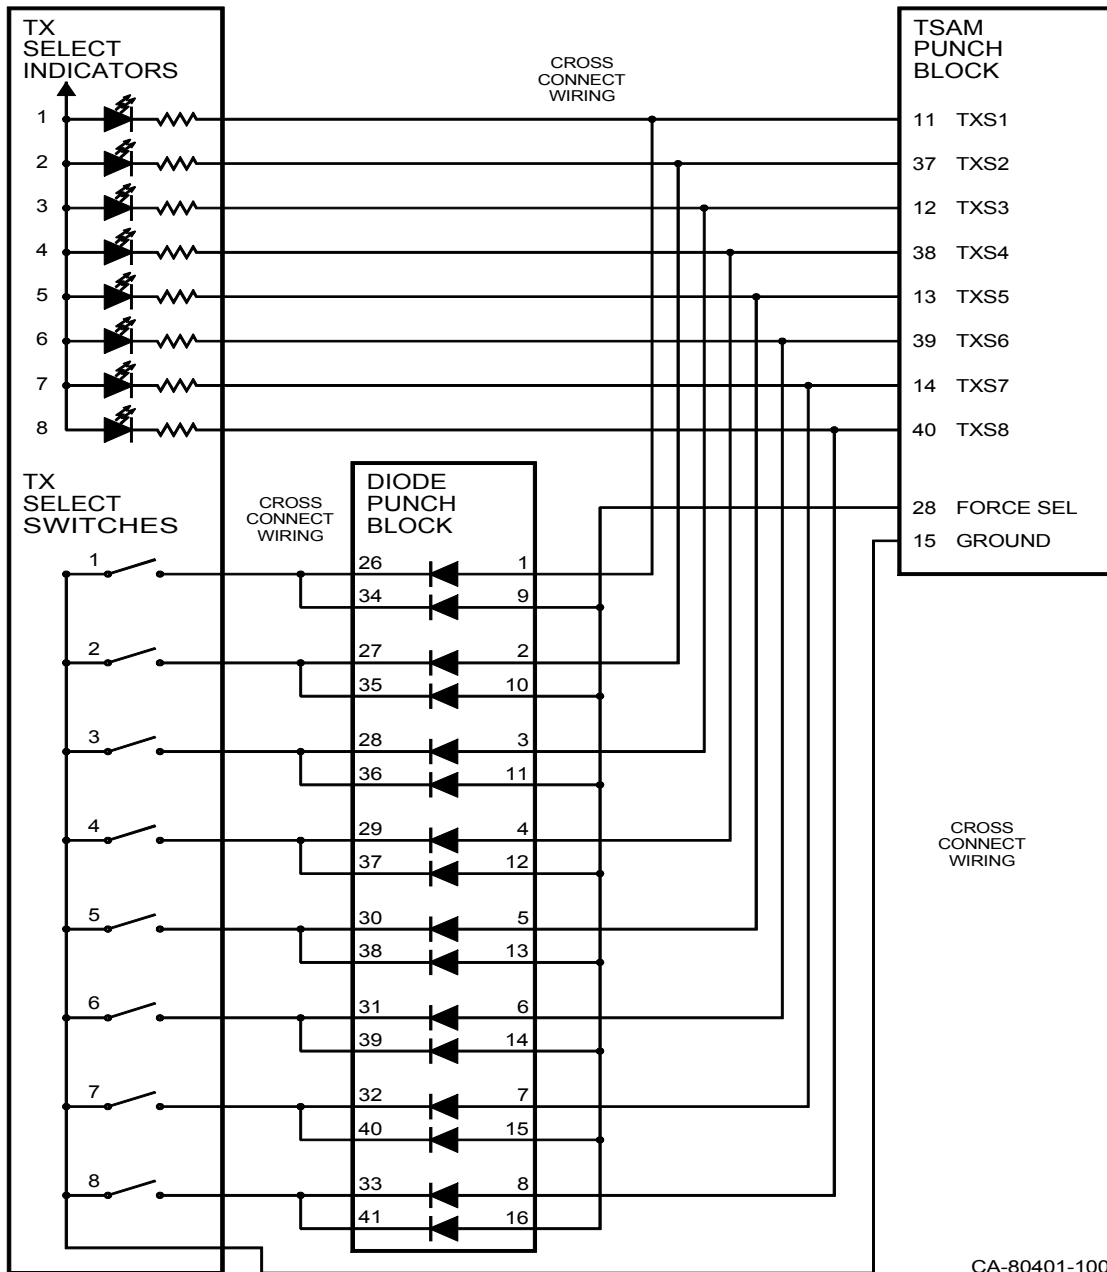 TX
SELECT
INDICATORS
1
2
3
4
5
6
7
8
CROSS
CONNECT
WIRING
TSAM
PUNCH
BLOCK
11 TXS1
37 TXS2
12 TXS3
38 TXS4
13 TXS5
39 TXS6
14 TXS7
40 TXS8
28 FORCE SEL
15 GROUND
TX
SELECT
SWITCHES
1
2
3
4
5
6
7
8
CROSS
CONNECT
WIRING
DIODE
PUNCH
BLOCK
26 1
34 9
27 2
35 10
28 3
36 11
29 4
37 12
30 5
38 13
31 6
39 14
32 7
40 15
33 8
41 16
CROSS
CONNECT
WIRING
CA-80401-100